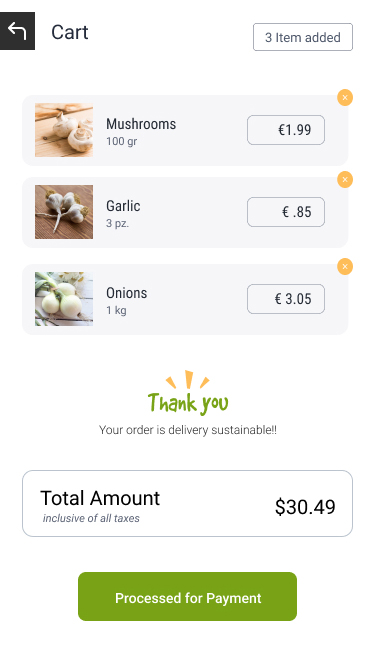 Cart
3 Item added
Mushrooms
100 gr
€1.99
Garlic
3 pz.
€ .85
Onions
1 kg
€ 3.05
Thank you
Your order is delivery sustainable!!
Total Amount
inclusive of all taxes
$30.49
Processed for Payment